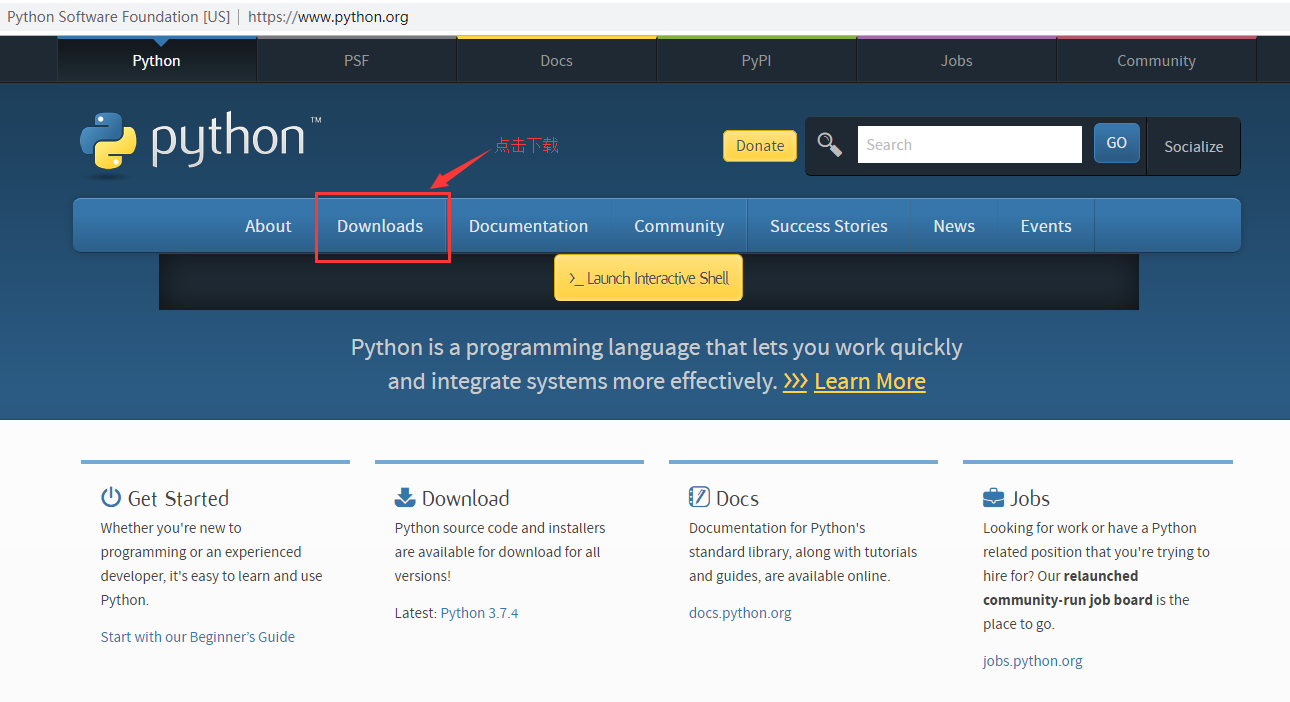 Python Software Foundation [US] | https://www.python.org
Python PSF Docs PyPI Jobs Community
python™
点击下载
Donate Search GO Socialize
About Downloads Documentation Community Success Stories News Events
>_ Launch Interactive Shell
Python is a programming language that lets you work quickly
and integrate systems more effectively. >>> Learn More
Get Started
Whether you're new to
programming or an experienced
developer, it's easy to learn and use
Python.
Start with our Beginner’s Guide
Download
Python source code and installers
are available for download for all
versions!
Latest: Python 3.7.4
Docs
Documentation for Python's
standard library, along with tutorials
and guides, are available online.
docs.python.org
Jobs
Looking for work or have a Python
related position that you're trying to
hire for? Our relaunched
community-run job board is the
place to go.
jobs.python.org